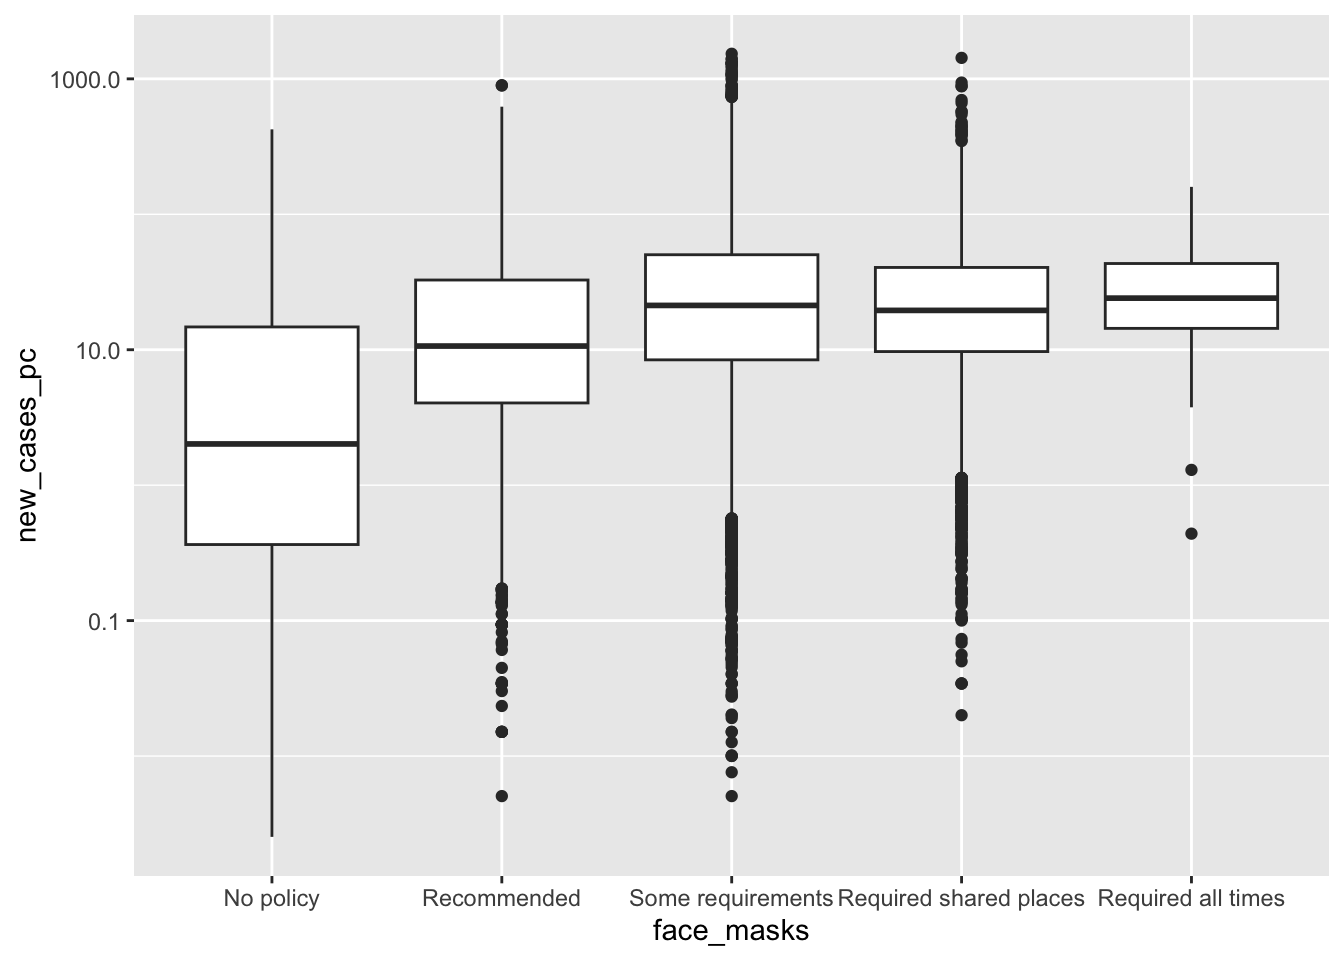 1000.0
10.0
0.1
new_cases_pc
No policy
Recommended
Some requirements
Required shared places
Required all times
face_masks